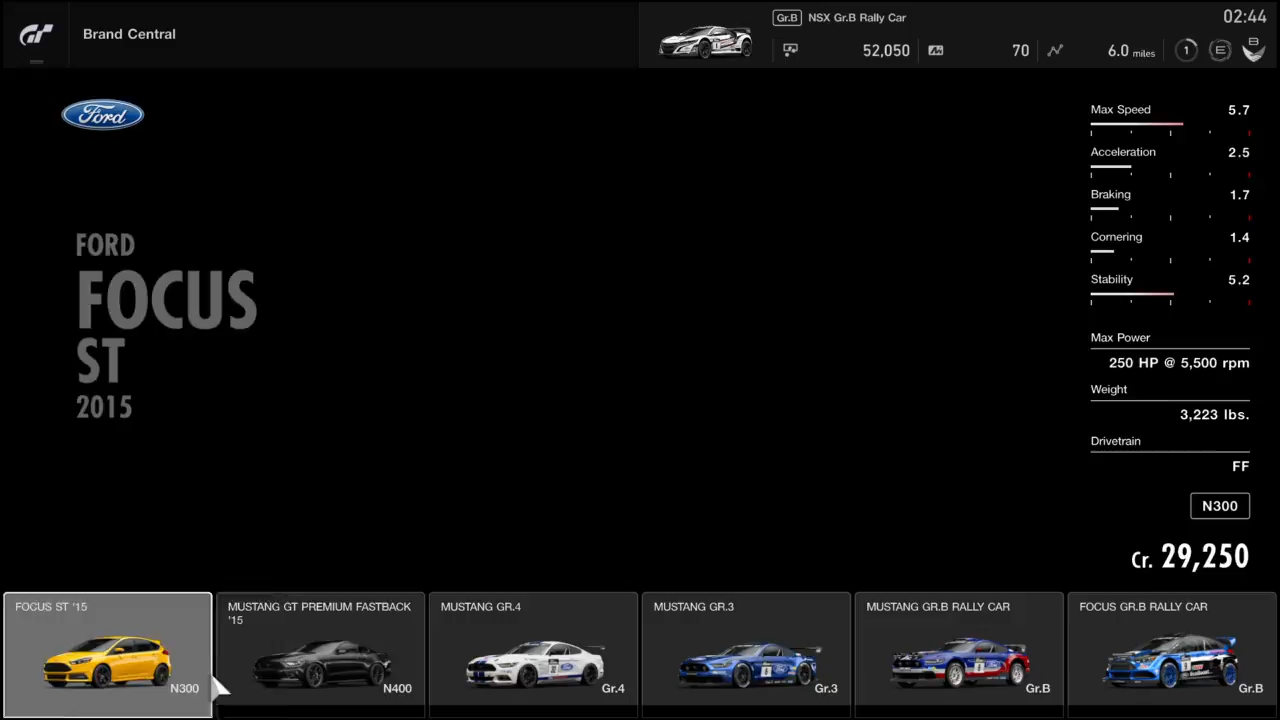 Brand Central
Gr.B NSX Gr.B Rally Car
02:44
52,050
70
6.0 miles
1
E
B
Ford
FORD
FOCUS
ST
2015
Max Speed 5.7
Acceleration 2.5
Braking 1.7
Cornering 1.4
Stability 5.2
Max Power
250 HP @ 5,500 rpm
Weight
3,223 lbs.
Drivetrain
FF
N300
Cr. 29,250
FOCUS ST '15
N300
MUSTANG GT PREMIUM FASTBACK
'15
N400
MUSTANG GR.4
Gr.4
MUSTANG GR.3
Gr.3
MUSTANG GR.B RALLY CAR
Gr.B
FOCUS GR.B RALLY CAR
Gr.B